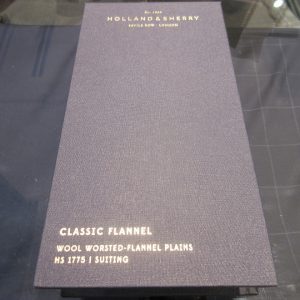 Est. 1836
HOLLAND & SHERRY
SAVILE ROW · LONDON
CLASSIC FLANNEL
WOOL WORSTED-FLANNEL PLAINS
HS 1775 | SUITING